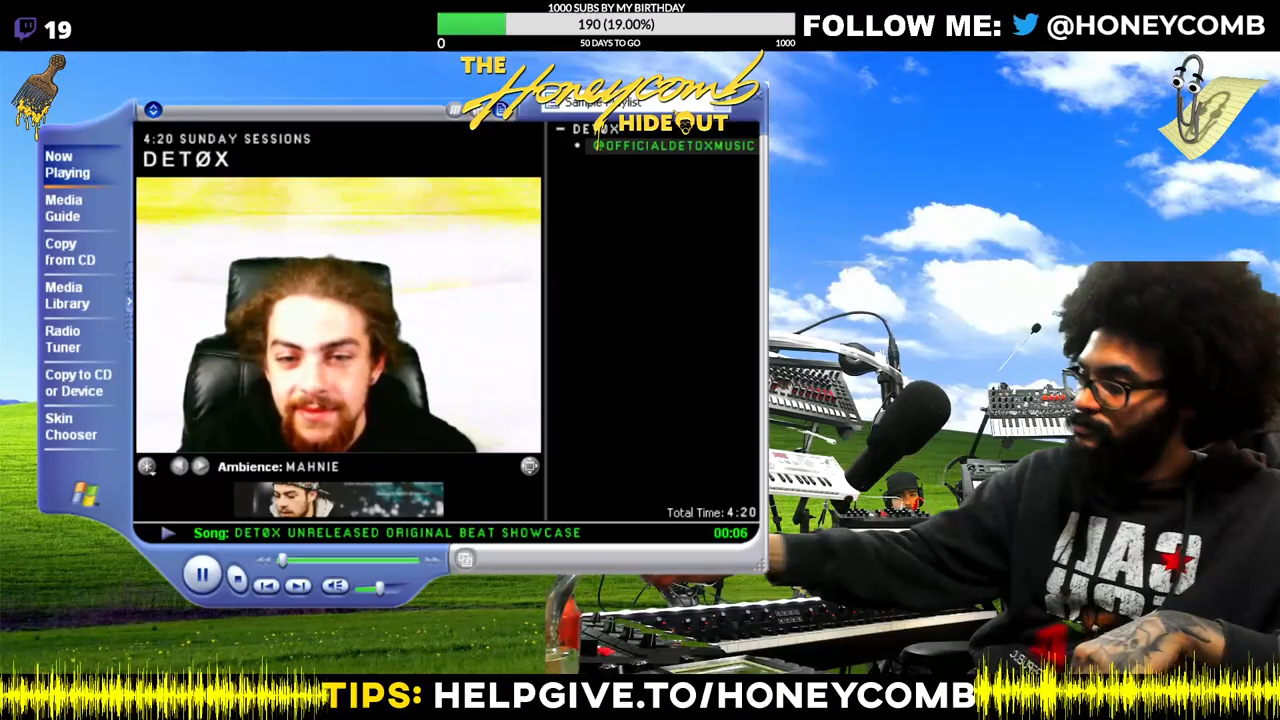 19
1000 SUBS BY MY BIRTHDAY
190 (19.00%)
0
50 DAYS TO GO
1000
FOLLOW ME: @HONEYCOMB
THE
Honeycomb
HIDEOUT
Sample Playlist
4:20 SUNDAY SESSIONS
DETØX
DETØX
@OFFICIALDETOXMUSIC
Now
Playing
Media
Guide
Copy
from CD
Media
Library
Radio
Tuner
Copy to CD
or Device
Skin
Chooser
Ambience: MAHNIE
Total Time: 4:20
Song: DETØX UNRELEASED ORIGINAL BEAT SHOWCASE
00:06
TIPS: HELPGIVE.TO/HONEYCOMB